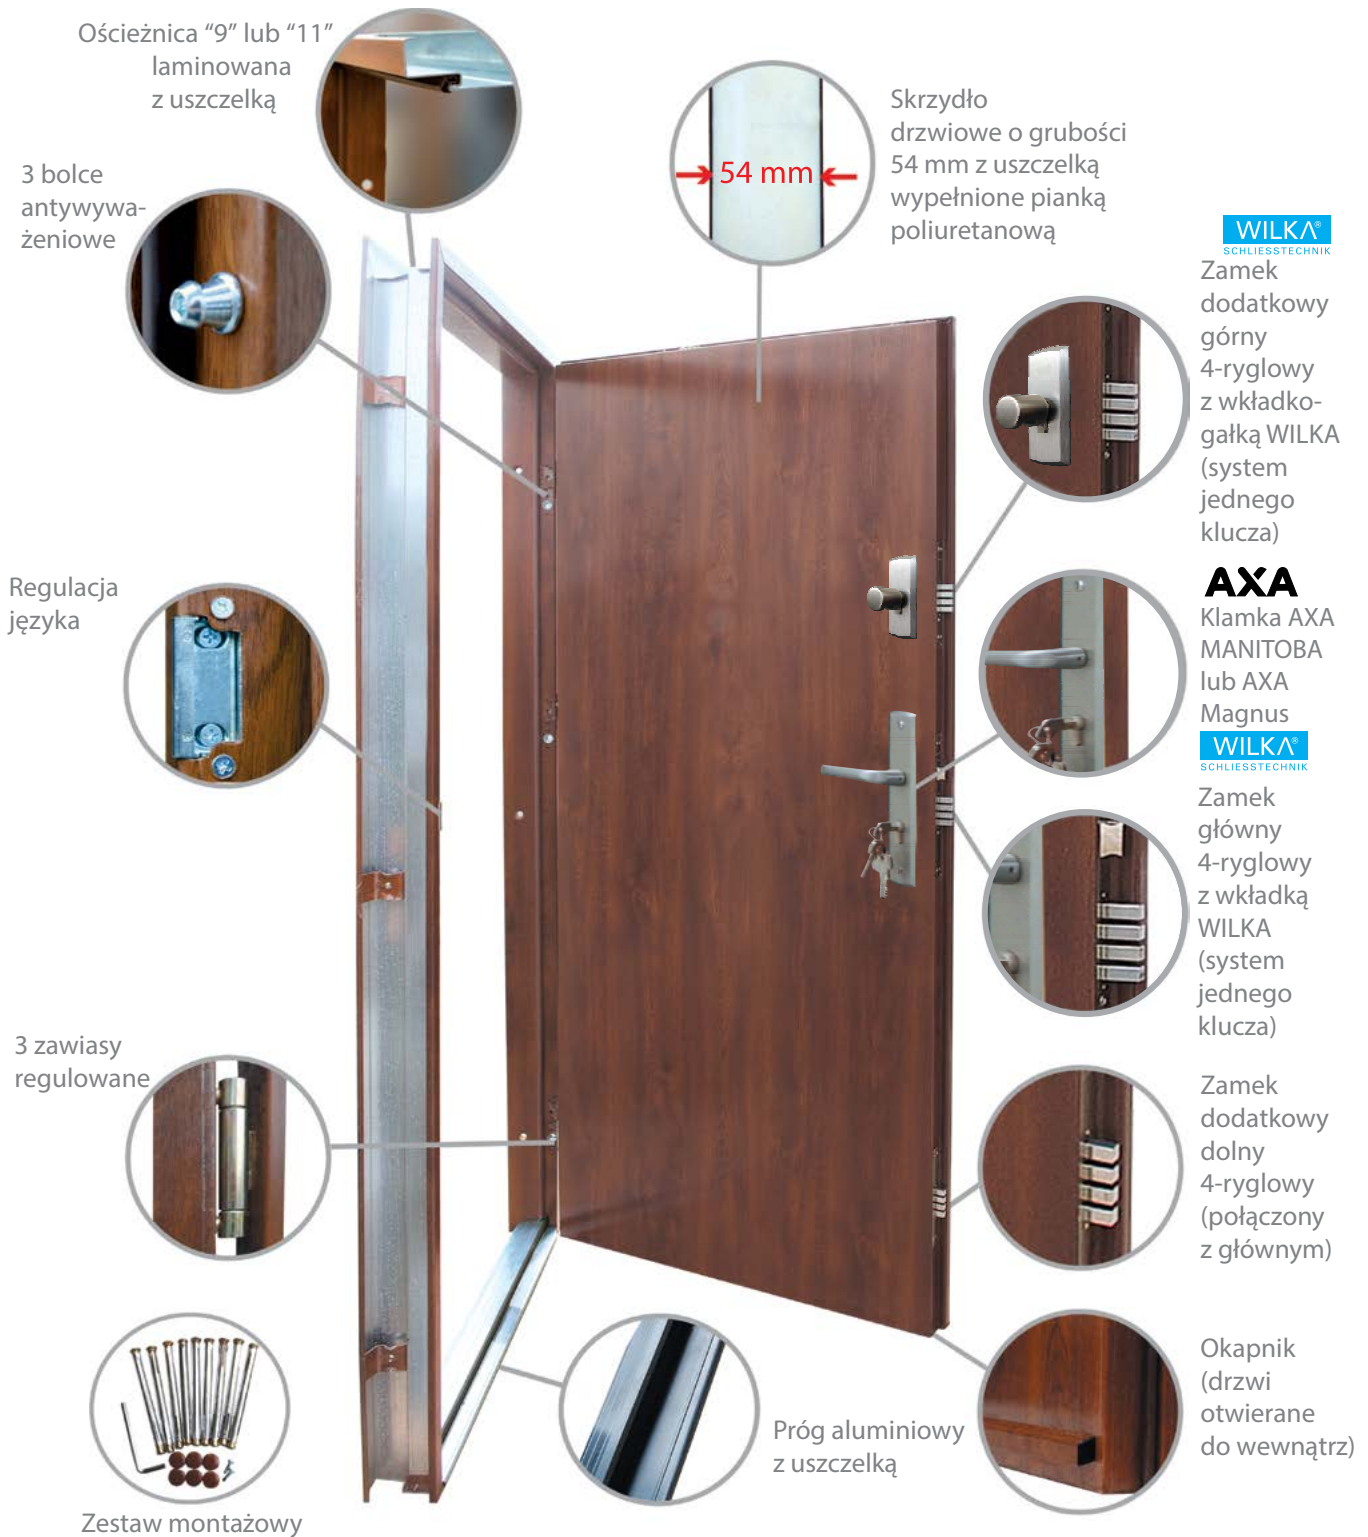 Ościeżnica “9” lub “11”
laminowana
z uszczelką
3 bolce
antywywa-
żeniowe
54 mm
Skrzydło
drzwiowe o grubości
54 mm z uszczelką
wypełnione pianką
poliuretanową
WILKA®
SCHLIESSTECHNIK
Zamek
dodatkowy
górny
4-ryglowy
z wkładko-
gałką WILKA
(system
jednego
klucza)
Regulacja
języka
AXA
Klamka AXA
MANITOBA
lub AXA
Magnus
WILKA®
SCHLIESSTECHNIK
Zamek
główny
4-ryglowy
z wkładką
WILKA
(system
jednego
klucza)
3 zawiasy
regulowane
Zamek
dodatkowy
dolny
4-ryglowy
(połączony
z głównym)
Okapnik
(drzwi
otwierane
do wewnątrz)
Próg aluminiowy
z uszczelką
Zestaw montażowy